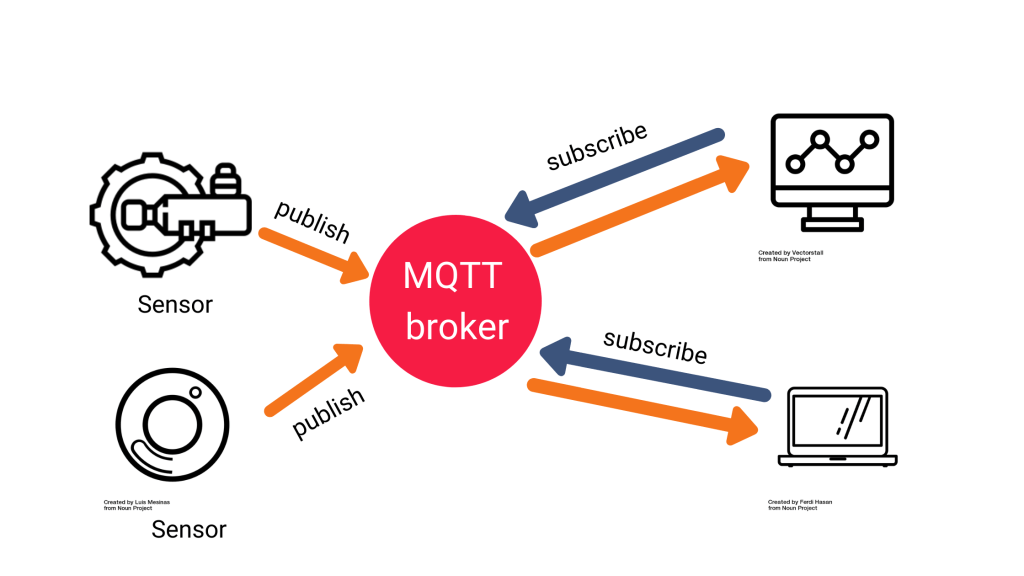 subscribe
publish
Created by Vectorstall
from Noun Project
MQTT
broker
Sensor
subscribe
publish
Created by Luis Mesinas
from Noun Project
Created by Ferdi Hasan
from Noun Project
Sensor